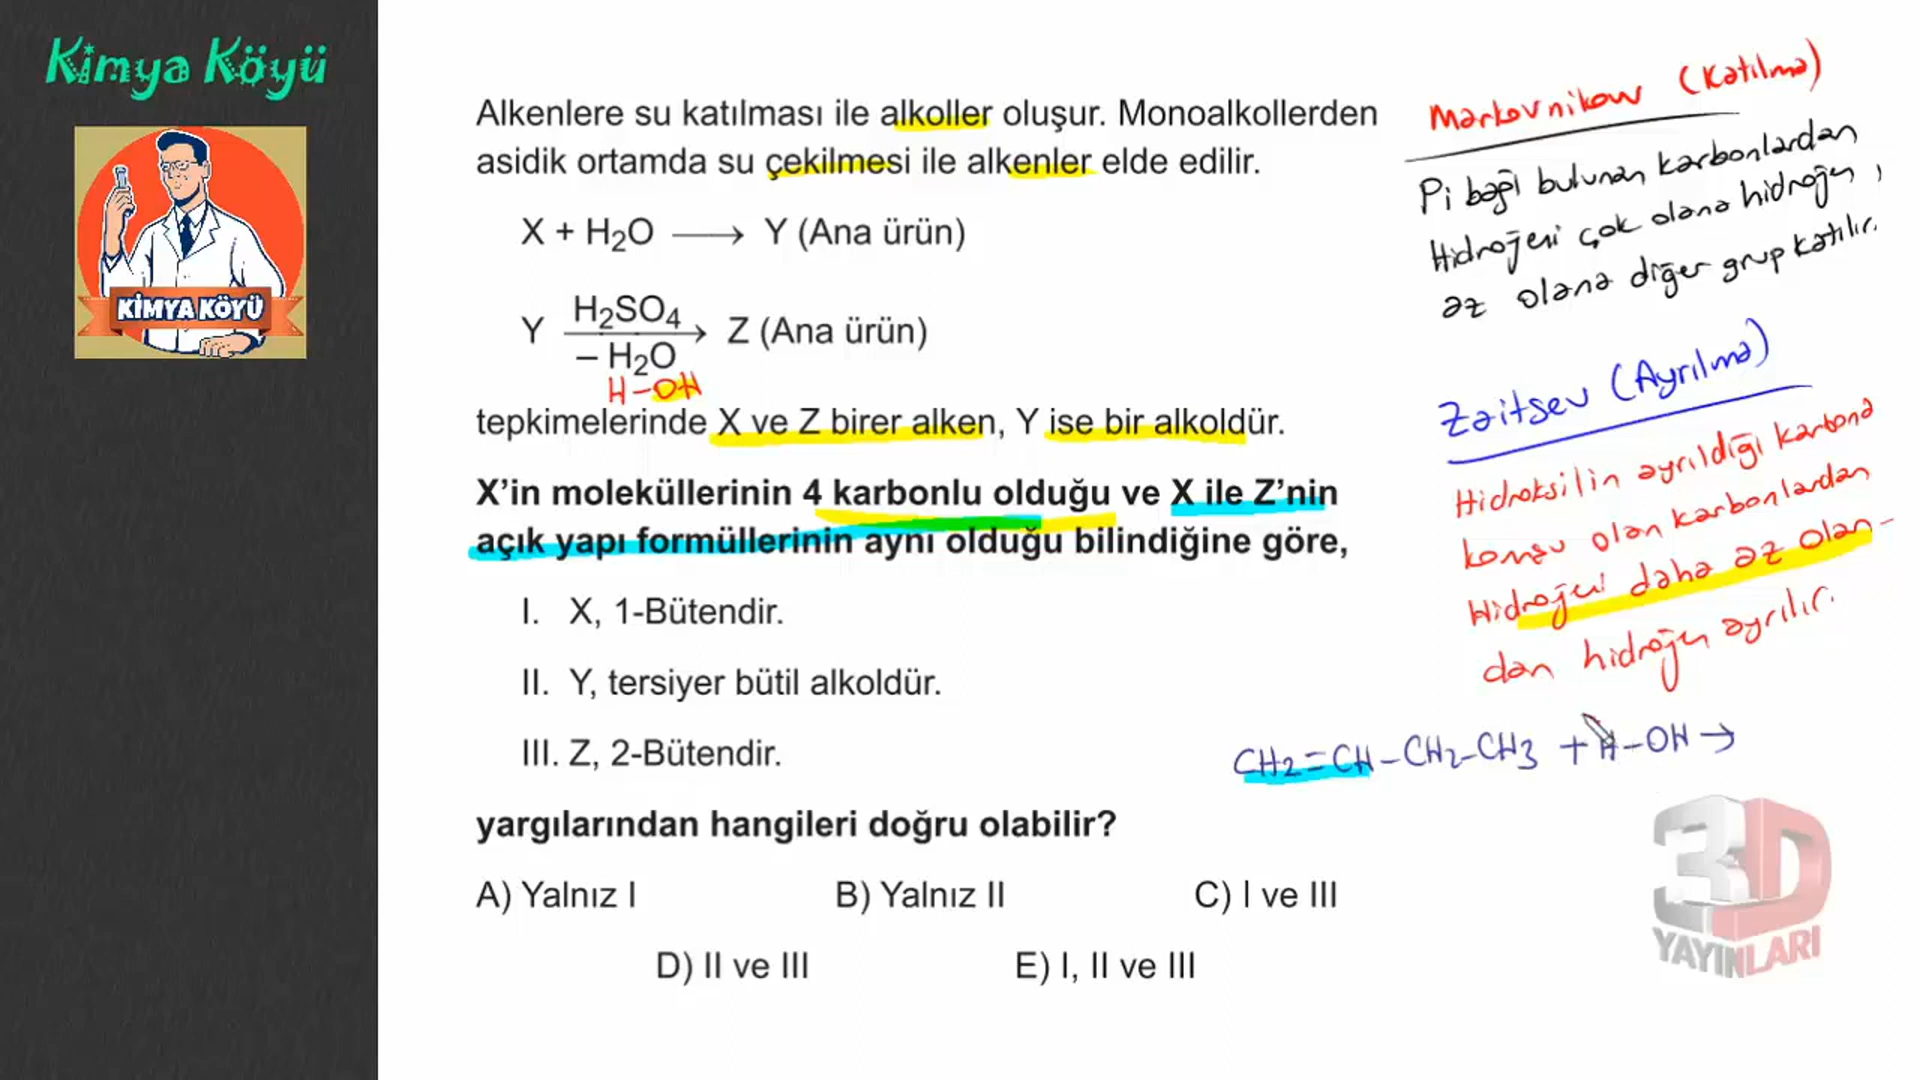 Kimya Köyü
KİMYA KÖYÜ
Alkenlere su katılması ile alkoller oluşur. Monoalkollerden
asidik ortamda su çekilmesi ile alkenler elde edilir.
X + H₂O ⟶ Y (Ana ürün)
Y H₂SO₄ → Z (Ana ürün)
– H₂O
H-OH
tepkimelerinde X ve Z birer alken, Y ise bir alkoldür.
X’in moleküllerinin 4 karbonlu olduğu ve X ile Z’nin
açık yapı formüllerinin aynı olduğu bilindiğine göre,
I. X, 1-Bütendir.
II. Y, tersiyer bütil alkoldür.
III. Z, 2-Bütendir.
yargılarından hangileri doğru olabilir?
A) Yalnız I B) Yalnız II C) I ve III
D) II ve III E) I, II ve III
Markovnikow (Katılma)
Pi bağı bulunan karbonlardan
Hidrojeni çok olana hidrojen,
az olana diğer grup katılır.
Zaitsev (Ayrılma)
Hidroksilin ayrıldığı karbona
komşu olan karbonlardan
Hidrojeni daha az olan-
dan hidrojen ayrılır.
CH2=CH-CH2-CH3 + H-OH →
3D
YAYINLARI